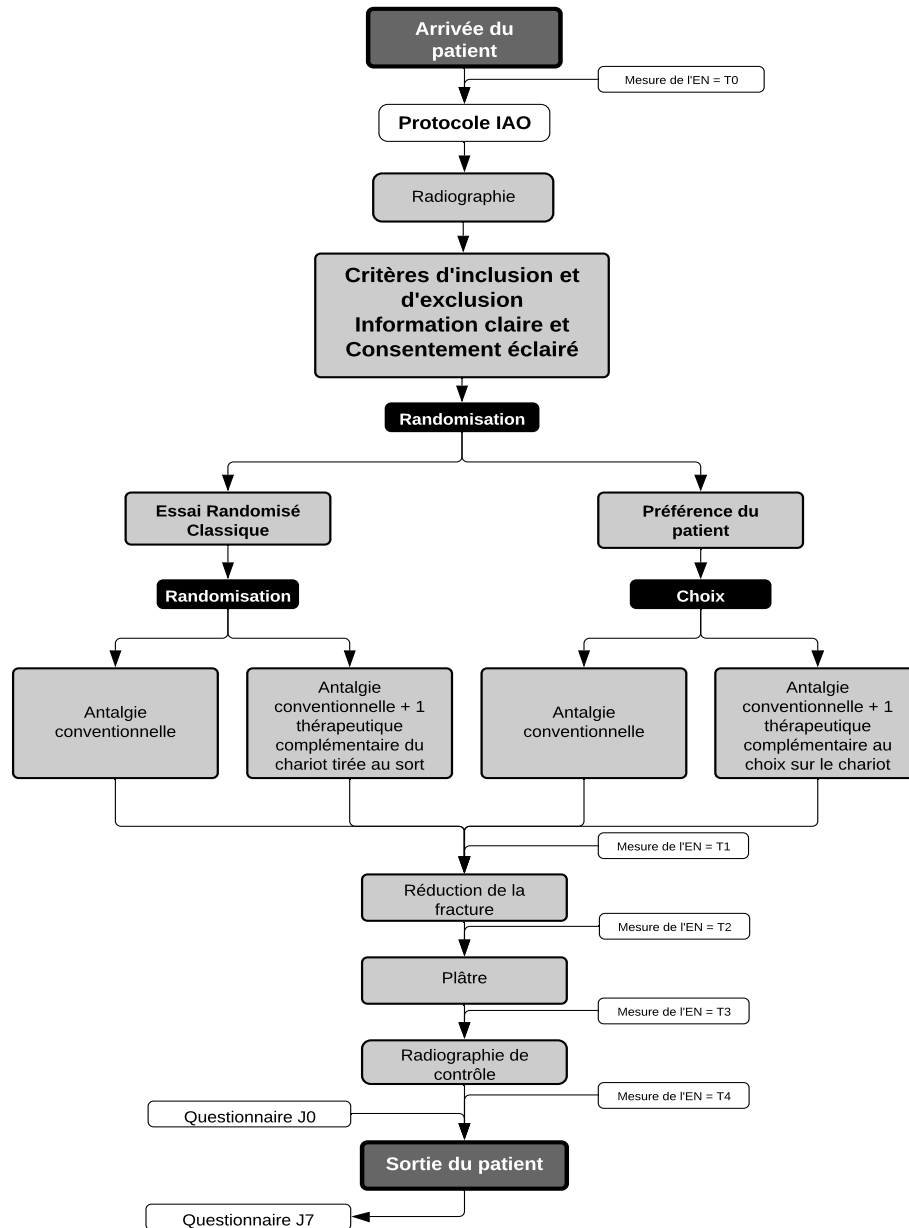 Arrivée du
patient
Mesure de l'EN = T0
Protocole IAO
Radiographie
Critères d'inclusion et
d'exclusion
Information claire et
Consentement éclairé
Randomisation
Essai Randomisé
Classique
Préférence du
patient
Randomisation
Choix
Antalgie
conventionnelle
Antalgie
conventionnelle + 1
thérapeutique
complémentaire du
chariot tirée au sort
Antalgie
conventionnelle
Antalgie
conventionnelle + 1
thérapeutique
complémentaire au
choix sur le chariot
Mesure de l'EN = T1
Réduction de la
fracture
Mesure de l'EN = T2
Plâtre
Mesure de l'EN = T3
Radiographie de
contrôle
Mesure de l'EN = T4
Questionnaire J0
Sortie du patient
Questionnaire J7